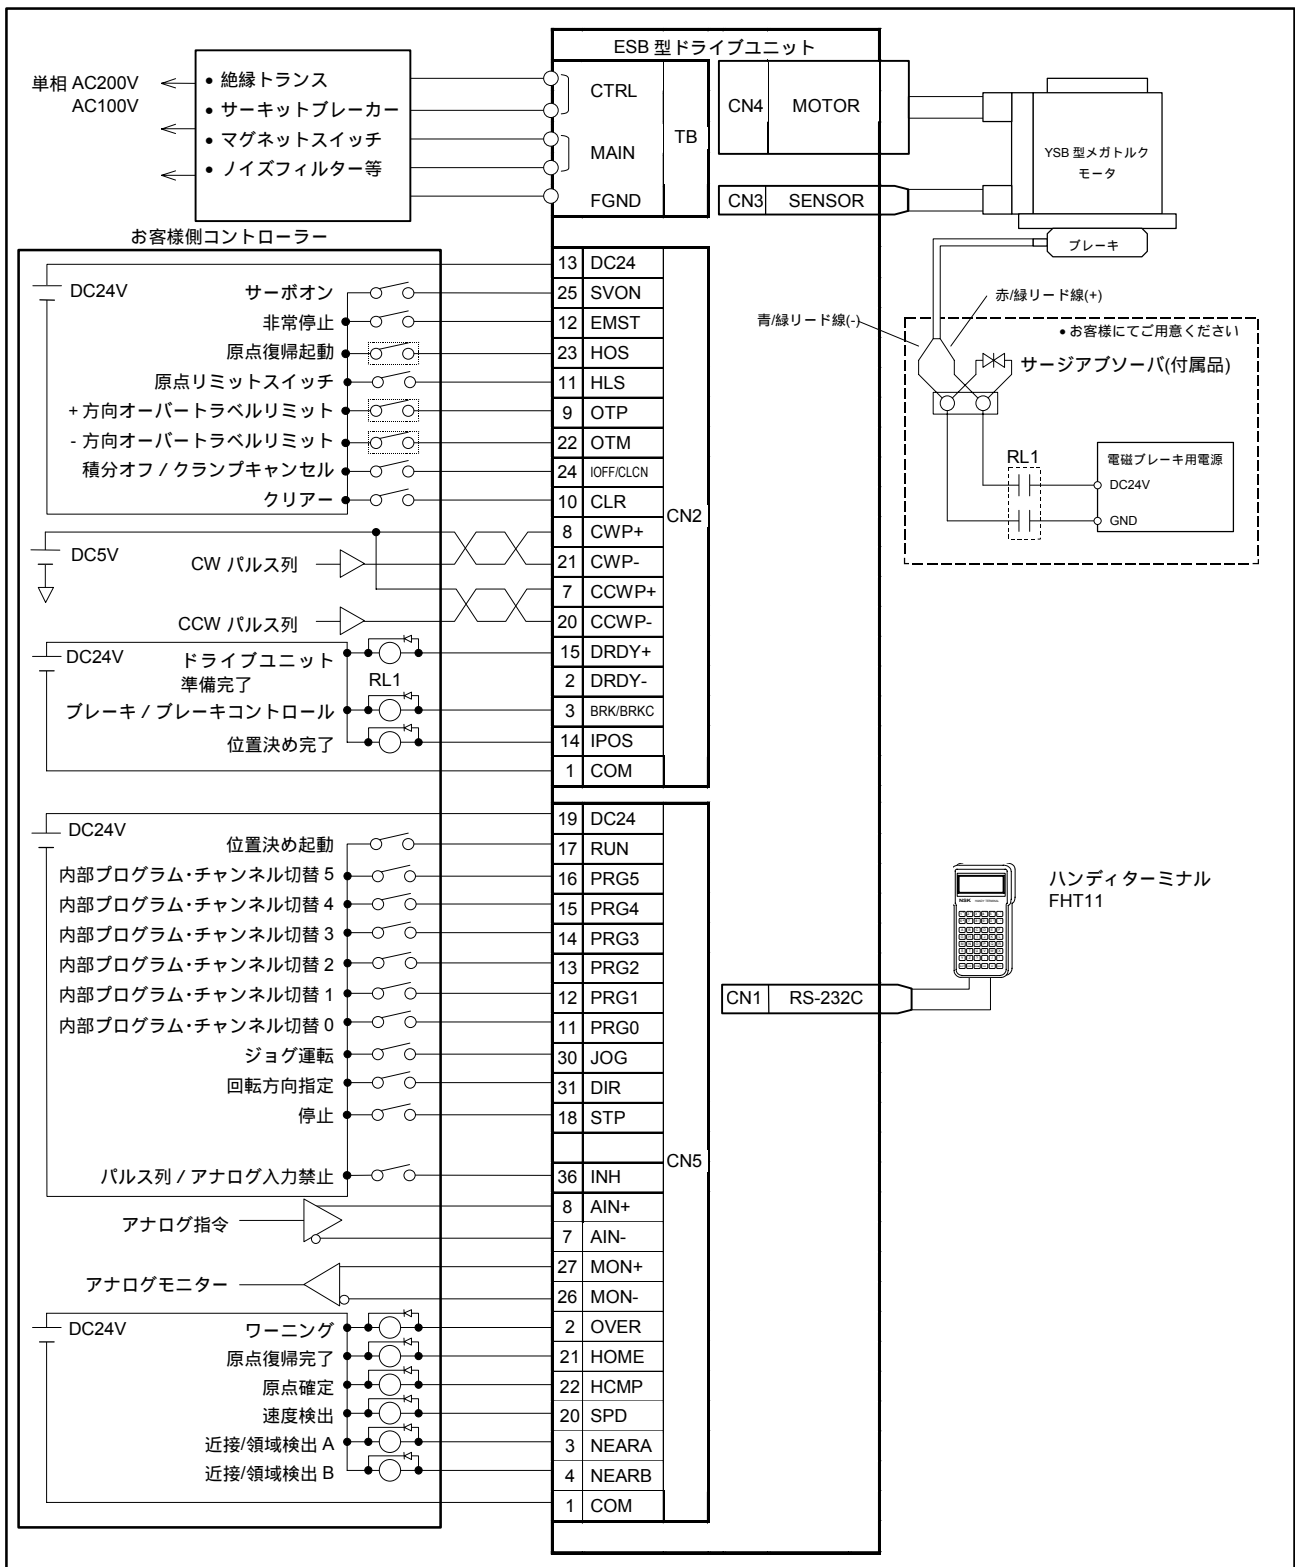 ESB 型ドライブユニット
単相 AC200V
AC100V
• 絶縁トランス
• サーキットブレーカー
• マグネットスイッチ
• ノイズフィルター等
CTRL
MAIN
FGND
TB
CN4 MOTOR
CN3 SENSOR
YSB 型メガトルク
モータ
ブレーキ
赤/緑リード線(+)
青/緑リード線(-)
• お客様にてご用意ください
サージアブソーバ(付属品)
RL1
電磁ブレーキ用電源
DC24V
GND
お客様側コントローラー
DC24V
13 DC24
サーボオン 25 SVON
非常停止 12 EMST
原点復帰起動 23 HOS
原点リミットスイッチ 11 HLS
+ 方向オーバートラベルリミット 9 OTP
- 方向オーバートラベルリミット 22 OTM
積分オフ / クランプキャンセル 24 IOFF/CLCN
クリアー 10 CLR
CN2
DC5V
8 CWP+
CW パルス列 21 CWP-
7 CCWP+
CCW パルス列 20 CCWP-
DC24V
ドライブユニット
準備完了
15 DRDY+
2 DRDY-
RL1
ブレーキ / ブレーキコントロール 3 BRK/BRKC
位置決め完了 14 IPOS
1 COM
DC24V
19 DC24
位置決め起動 17 RUN
内部プログラム･チャンネル切替 5 16 PRG5
内部プログラム･チャンネル切替 4 15 PRG4
内部プログラム･チャンネル切替 3 14 PRG3
内部プログラム･チャンネル切替 2 13 PRG2
内部プログラム･チャンネル切替 1 12 PRG1
内部プログラム･チャンネル切替 0 11 PRG0
ジョグ運転 30 JOG
回転方向指定 31 DIR
停止 18 STP
CN5
パルス列 / アナログ入力禁止 36 INH
アナログ指令
8 AIN+
7 AIN-
アナログモニター
27 MON+
26 MON-
DC24V
ワーニング 2 OVER
原点復帰完了 21 HOME
原点確定 22 HCMP
速度検出 20 SPD
近接/領域検出 A 3 NEARA
近接/領域検出 B 4 NEARB
1 COM
CN1 RS-232C
NSK
ハンディターミナル
FHT11